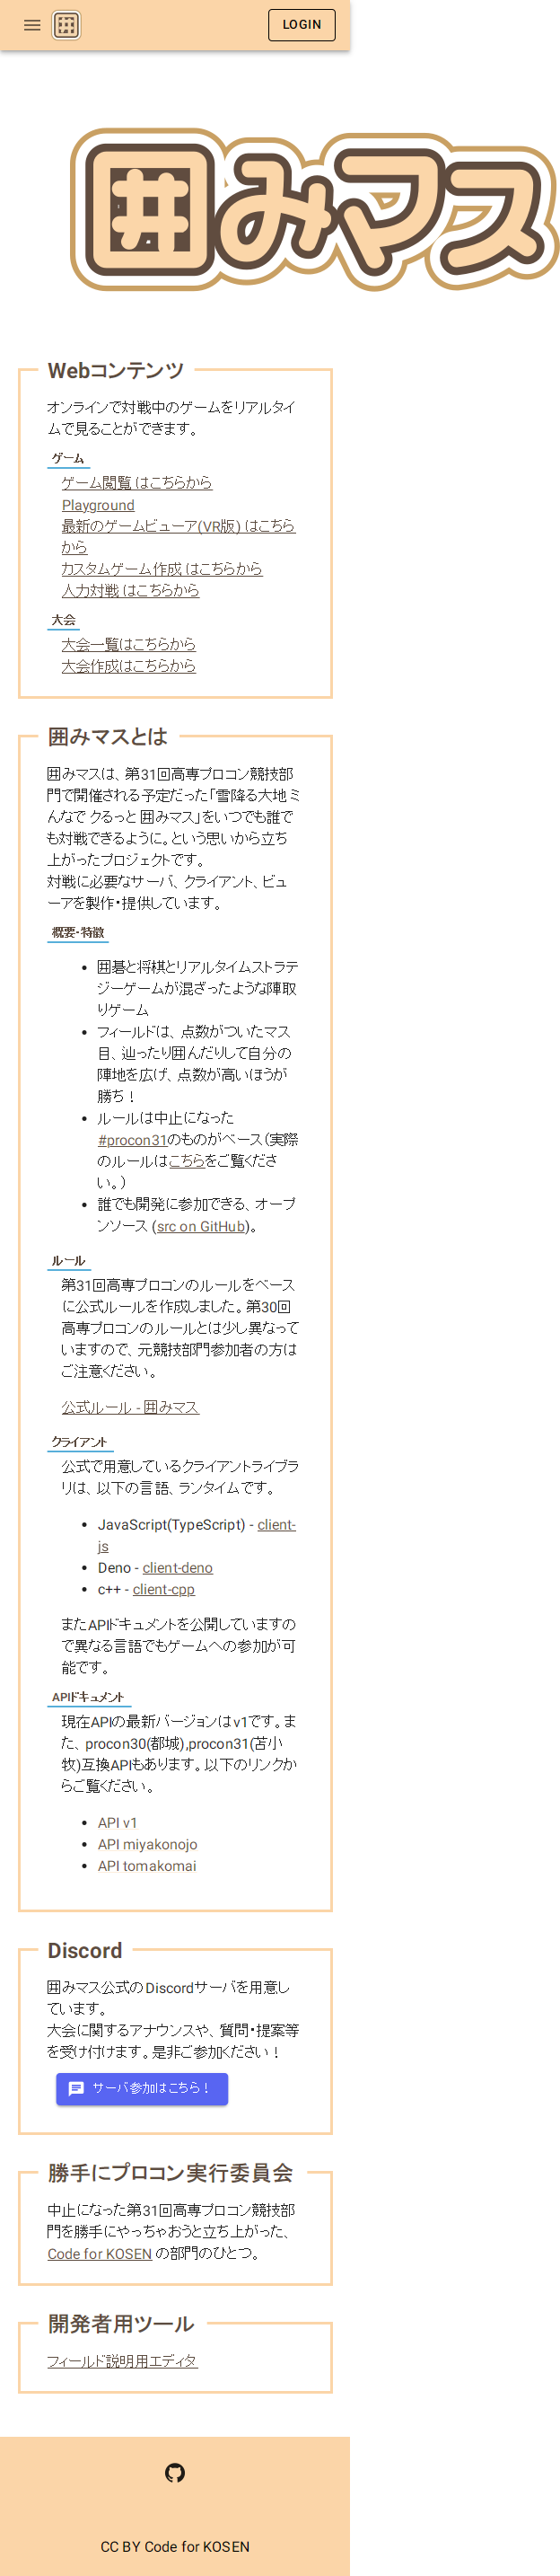 囲
LOGIN
囲みマス
Webコンテンツ
オンラインで対戦中のゲームをリアルタイ
ムで見ることができます。
ゲーム
ゲーム閲覧 はこちらから
Playground
最新のゲームビューア(VR版) はこちら
から
カスタムゲーム作成 はこちらから
人力対戦 はこちらから
大会
大会一覧はこちらから
大会作成はこちらから
囲みマスとは
囲みマスは、第31回高専プロコン競技部
門で開催される予定だった「雪降る大地 ミ
んなで クるっと 囲みマス」をいつでも誰で
も対戦できるように。という思いから立ち
上がったプロジェクトです。
対戦に必要なサーバ、クライアント、ビュ
ーアを製作・提供しています。
概要・特徴
• 囲碁と将棋とリアルタイムストラテ
ジーゲームが混ざったような陣取
りゲーム
• フィールドは、点数がついたマス
目、辿ったり囲んだりして自分の
陣地を広げ、点数が高いほうが
勝ち！
• ルールは中止になった
#procon31のものがベース（実際
のルールはこちらをご覧くださ
い。）
• 誰でも開発に参加できる、オープ
ンソース (src on GitHub)。
ルール
第31回高専プロコンのルールをベース
に公式ルールを作成しました。第30回
高専プロコンのルールとは少し異なって
いますので、元競技部門参加者の方は
ご注意ください。
公式ルール - 囲みマス
クライアント
公式で用意しているクライアントライブラ
リは、以下の言語、ランタイムです。
• JavaScript(TypeScript) - client-
js
• Deno - client-deno
• c++ - client-cpp
またAPIドキュメントを公開していますの
で異なる言語でもゲームへの参加が可
能です。
APIドキュメント
現在APIの最新バージョンはv1です。ま
た、procon30(都城),procon31(苫小
牧)互換APIもあります。以下のリンクか
らご覧ください。
• API v1
• API miyakonojo
• API tomakomai
Discord
囲みマス公式のDiscordサーバを用意し
ています。
大会に関するアナウンスや、質問・提案等
を受け付けます。是非ご参加ください！
サーバ参加はこちら！
勝手にプロコン実行委員会
中止になった第31回高専プロコン競技部
門を勝手にやっちゃおうと立ち上がった、
Code for KOSEN の部門のひとつ。
開発者用ツール
フィールド説明用エディタ
CC BY Code for KOSEN